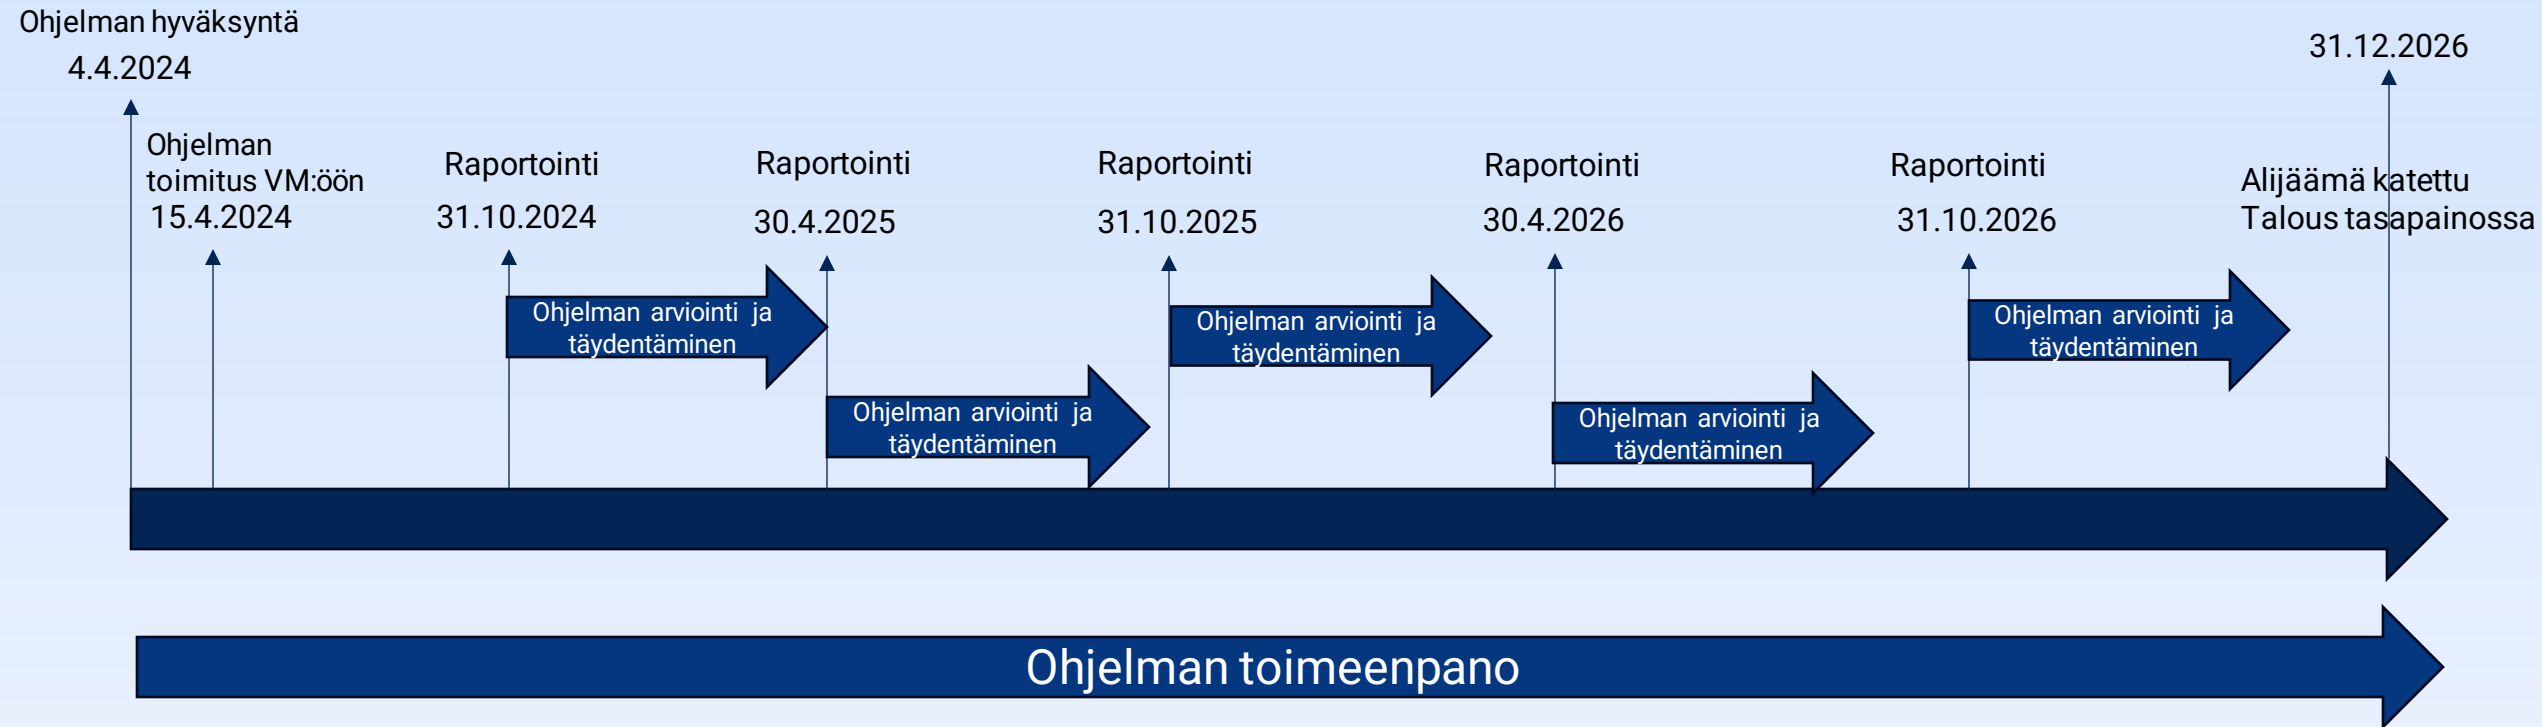 Ohjelman hyväksyntä
4.4.2024
31.12.2026
Ohjelman
toimitus VM:öön
15.4.2024
Raportointi
31.10.2024
Raportointi
30.4.2025
Raportointi
31.10.2025
Raportointi
30.4.2026
Raportointi
31.10.2026
Alijäämä katettu
Talous tasapainossa
Ohjelman arviointi ja
täydentäminen
Ohjelman arviointi ja
täydentäminen
Ohjelman arviointi ja
täydentäminen
Ohjelman arviointi ja
täydentäminen
Ohjelman arviointi ja
täydentäminen
Ohjelman toimeenpano